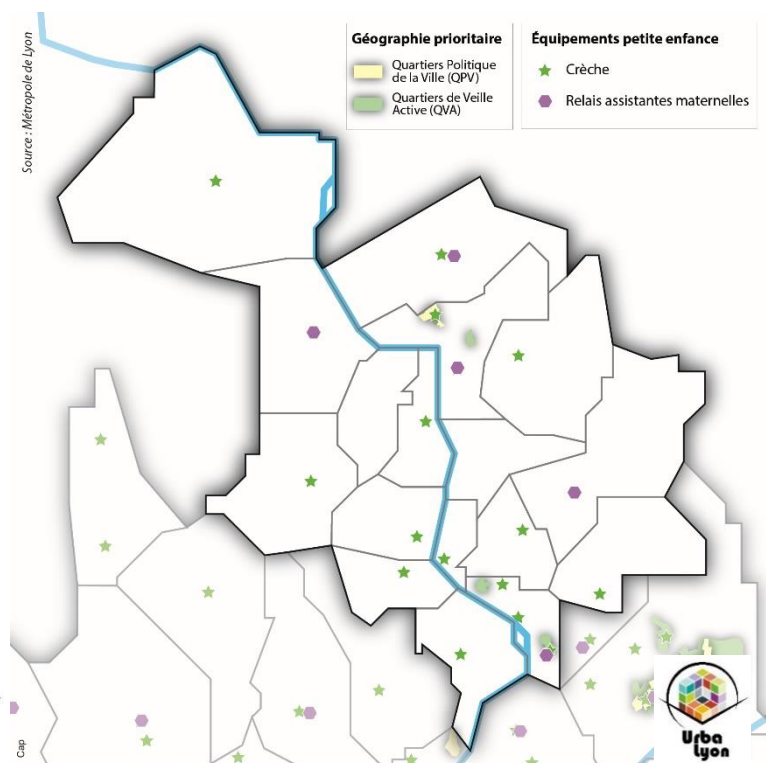 Source : Métropole de Lyon
Géographie prioritaire
Quartiers Politique
de la Ville (QPV)
Quartiers de Veille
Active (QVA)
Équipements petite enfance
Crèche
Relais assistantes maternelles
Cap
Urba
Lyon